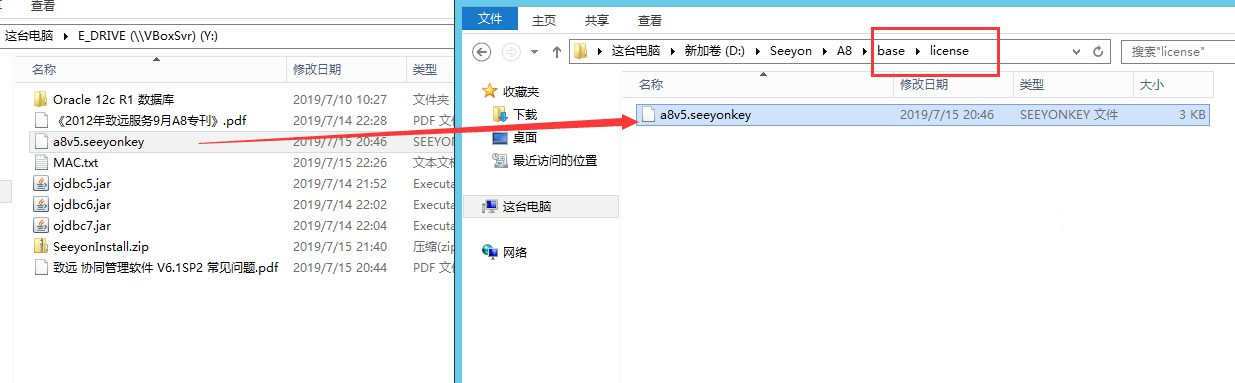 查看
这台电脑 E_DRIVE (\\VBoxSvr) (Y:)
名称 修改日期 类型
Oracle 12c R1 数据库 2019/7/10 10:27 文件夹
《2012年致远服务9月A8专刊》.pdf 2019/7/14 22:28 PDF 文
a8v5.seeyonkey 2019/7/15 20:46 SEEYO
MAC.txt 2019/7/15 22:26 文本文档
ojdbc5.jar 2019/7/14 21:52 Executa
ojdbc6.jar 2019/7/14 22:02 Executa
ojdbc7.jar 2019/7/14 22:04 Executa
SeeyonInstall.zip 2019/7/15 21:40 压缩(zip
致远 协同管理软件 V6.1SP2 常见问题.pdf 2019/7/15 20:44 PDF 文
文件 主页 共享 查看
这台电脑 新加卷 (D:) Seeyon A8 base license 搜索"license"
收藏夹
下载
桌面
最近访问的位置
这台电脑
网络
名称 修改日期 类型 大小
a8v5.seeyonkey 2019/7/15 20:46 SEEYONKEY 文件 3 KB